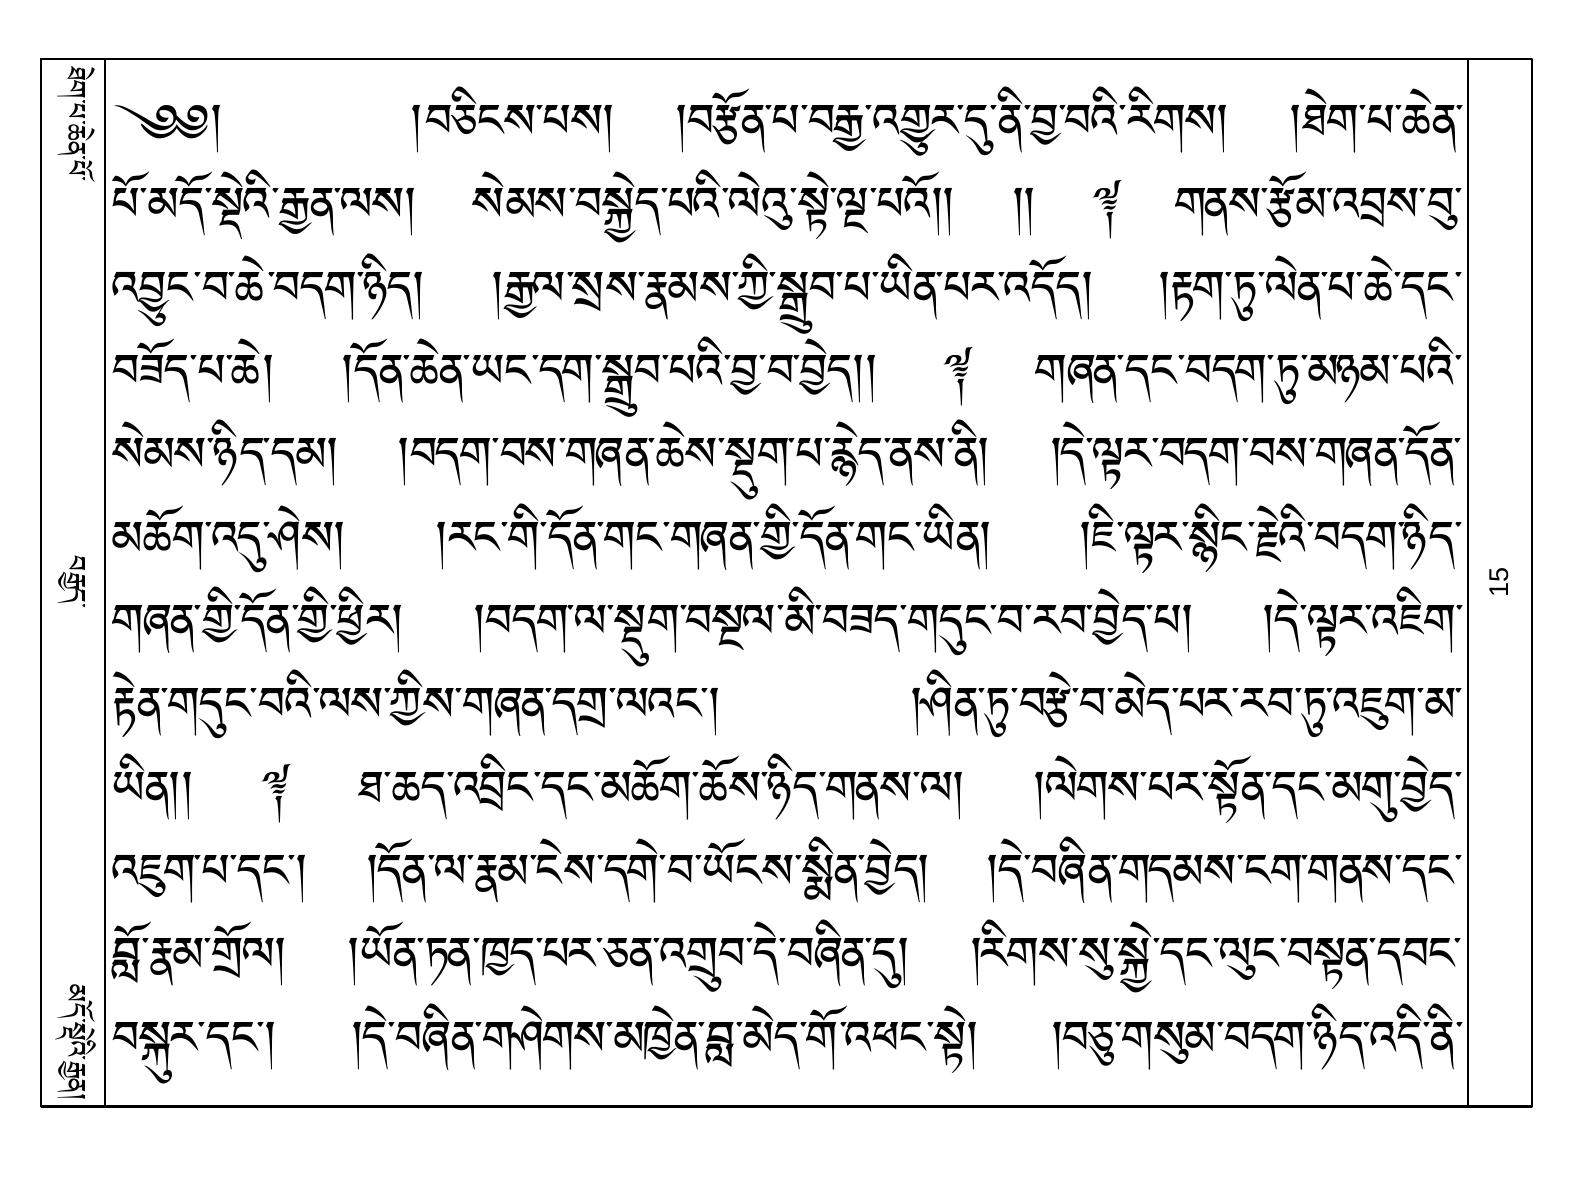 ༄༅། །བཅིངས་པས། །བརྩོན་པ་བརྒྱ་འགྱུར་དུ་ནི་བྱ་བའི་རིགས། །ཐེག་པ་ཆེན་
པོ་མདོ་སྡེའི་རྒྱན་ལས། སེམས་བསྐྱེད་པའི་ལེའུ་སྟེ་ལྔ་པའོ།། །། ༈ གནས་རྩོམ་འབྲས་བུ་
འབྱུང་བ་ཆེ་བདག་ཉིད། །རྒྱལ་སྲས་རྣམས་ཀྱི་སྒྲུབ་པ་ཡིན་པར་འདོད། །རྟག་ཏུ་ལེན་པ་ཆེ་དང་
བཟོད་པ་ཆེ། །དོན་ཆེན་ཡང་དག་སྒྲུབ་པའི་བྱ་བ་བྱེད།། ༈ གཞན་དང་བདག་ཏུ་མཉམ་པའི་
སེམས་ཉིད་དམ། །བདག་བས་གཞན་ཆེས་སྡུག་པ་རྙེད་ནས་ནི། །དེ་ལྟར་བདག་བས་གཞན་དོན་
མཆོག་འདུ་ཤེས། །རང་གི་དོན་གང་གཞན་གྱི་དོན་གང་ཡིན། །ཇི་ལྟར་སྙིང་རྗེའི་བདག་ཉིད་
གཞན་གྱི་དོན་གྱི་ཕྱིར། །བདག་ལ་སྡུག་བསྔལ་མི་བཟད་གདུང་བ་རབ་བྱེད་པ། །དེ་ལྟར་འཇིག་
རྟེན་གདུང་བའི་ལས་ཀྱིས་གཞན་དགྲ་ལའང་། །ཤིན་ཏུ་བརྩེ་བ་མེད་པར་རབ་ཏུ་འཇུག་མ་
ཡིན།། ༈ ཐ་ཆད་འབྲིང་དང་མཆོག་ཆོས་ཉིད་གནས་ལ། །ལེགས་པར་སྟོན་དང་མགུ་བྱེད་
འཇུག་པ་དང་། །དོན་ལ་རྣམ་ངེས་དགེ་བ་ཡོངས་སྨིན་བྱེད། །དེ་བཞིན་གདམས་ངག་གནས་དང་
བློ་རྣམ་གྲོལ། །ཡོན་ཏན་ཁྱད་པར་ཅན་འགྲུབ་དེ་བཞིན་དུ། །རིགས་སུ་སྐྱེ་དང་ལུང་བསྟན་དབང་
བསྐུར་དང་། །དེ་བཞིན་གཤེགས་མཁྱེན་བླ་མེད་གོ་འཕང་སྟེ། །བཅུ་གསུམ་བདག་ཉིད་འདི་ནི་
ཐེག་པ་ཆེན་པོ་
བརྒྱད་
མདོ་སྡེའི་རྒྱན།
15